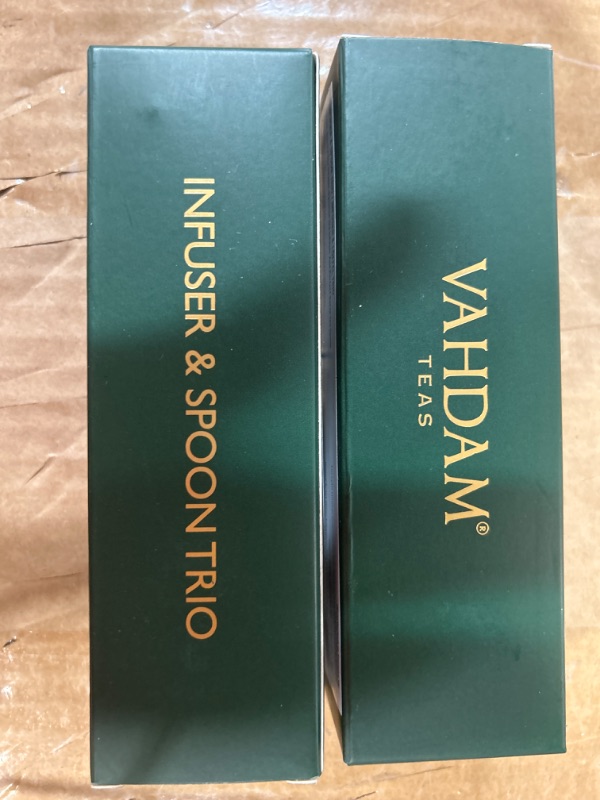 INFUSER & SPOON TRIO
VAHDAM®
TEAS